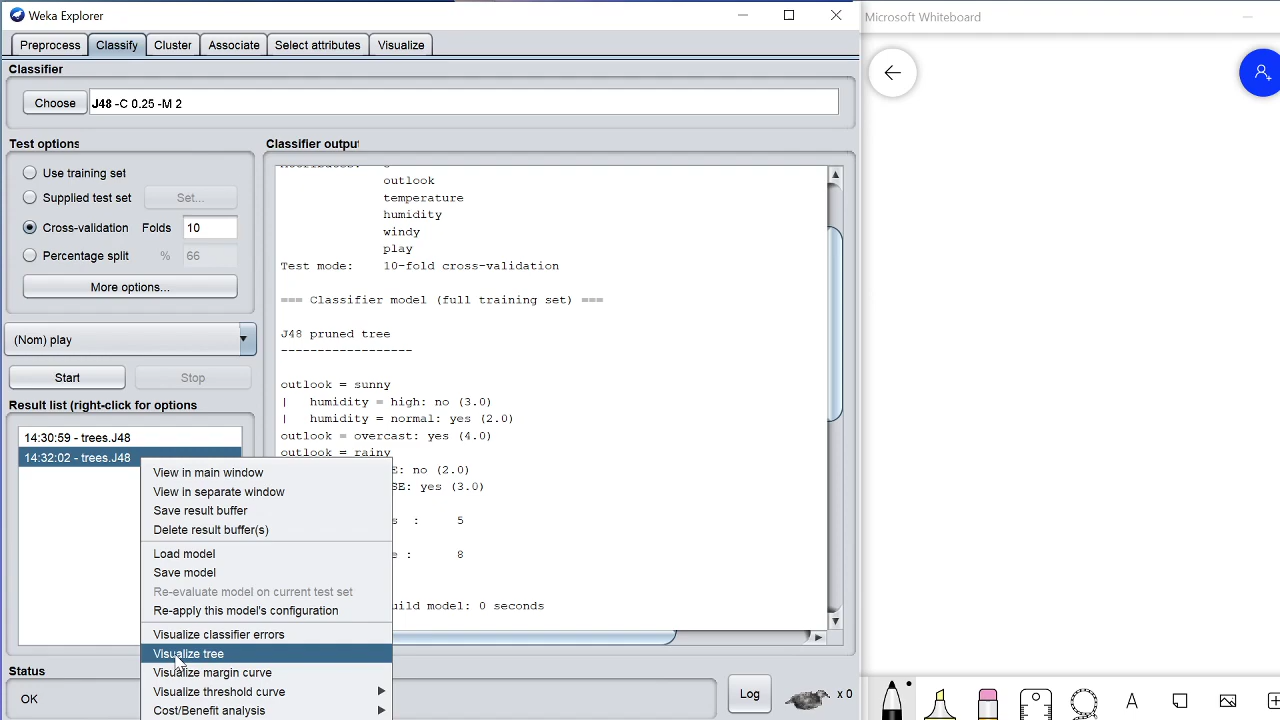 Weka Explorer
Microsoft Whiteboard
Preprocess Classify Cluster Associate Select attributes Visualize
Classifier
Choose J48 -C 0.25 -M 2
Test options
Use training set
Supplied test set Set...
Cross-validation Folds 10
Percentage split % 66
More options...
(Nom) play
Start Stop
Result list (right-click for options
14:30:59 - trees.J48
14:32:02 - trees.J48
Classifier output
outlook
temperature
humidity
windy
play
Test mode: 10-fold cross-validation
=== Classifier model (full training set) ===
J48 pruned tree
------------------
outlook = sunny
| humidity = high: no (3.0)
| humidity = normal: yes (2.0)
outlook = overcast: yes (4.0)
outlook = rainy
E: no (2.0)
SE: yes (3.0)
s : 5
e : 8
uild model: 0 seconds
View in main window
View in separate window
Save result buffer
Delete result buffer(s)
Load model
Save model
Re-evaluate model on current test set
Re-apply this model's configuration
Visualize classifier errors
Visualize tree
Visualize margin curve
Visualize threshold curve
Cost/Benefit analysis
Status
OK
Log
x 0
A